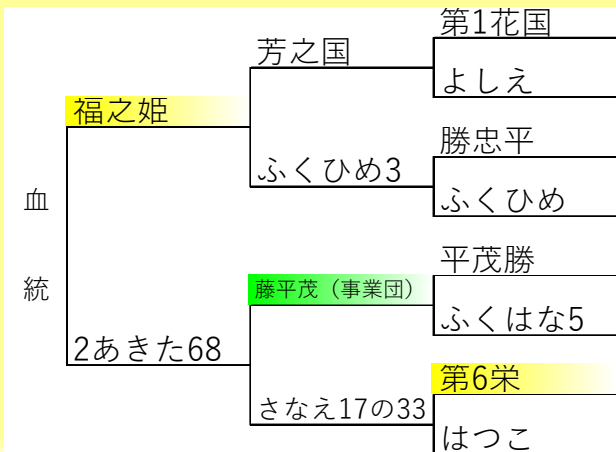 血統
福之姫
2あきた68
芳之国
ふくひめ3
藤平茂（事業団）
さなえ17の33
第1花国
よしえ
勝忠平
ふくひめ
平茂勝
ふくはな5
第6栄
はつこ